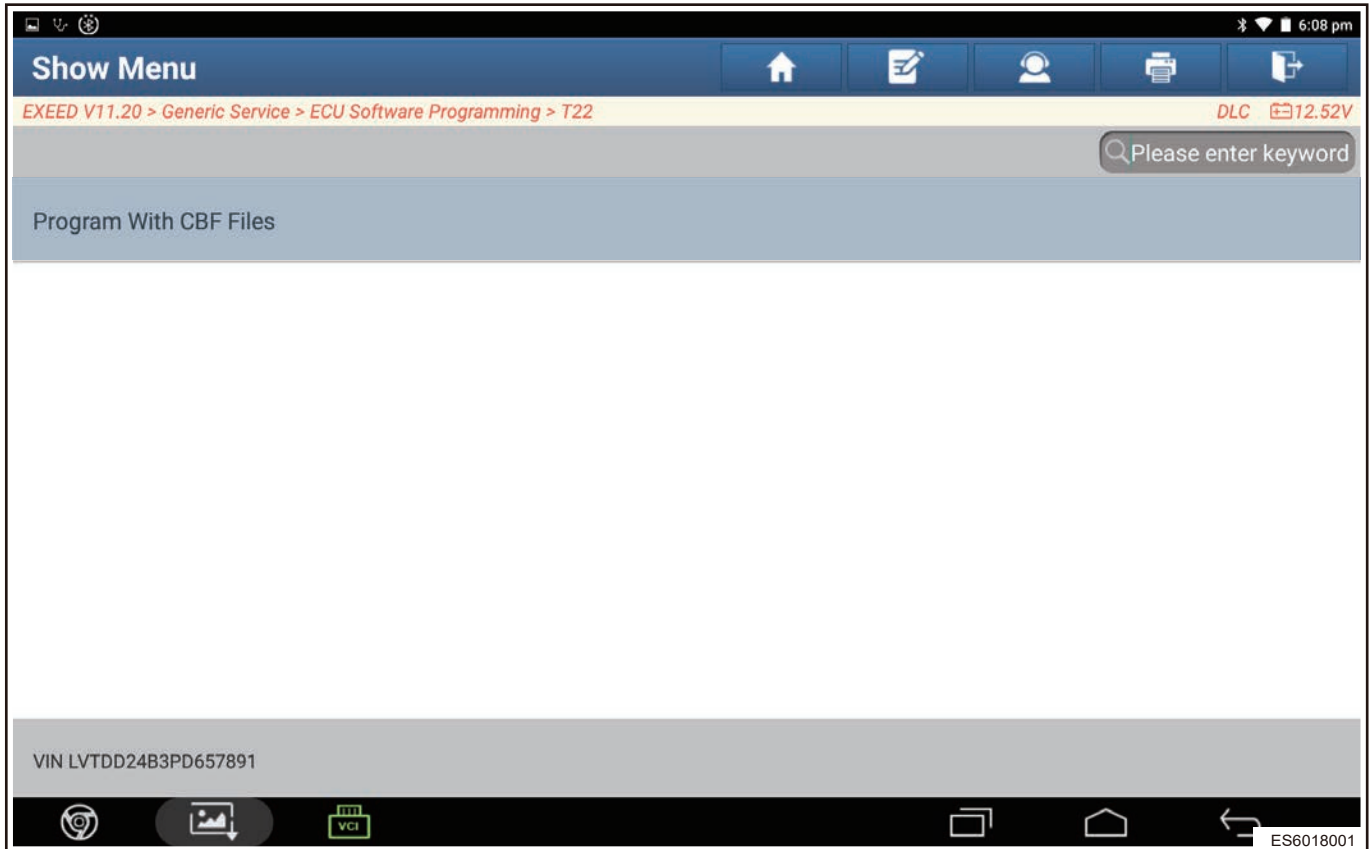 6:08 pm
Show Menu
EXEED V11.20 > Generic Service > ECU Software Programming > T22
DLC 12.52V
Please enter keyword
Program With CBF Files
VIN LVTDD24B3PD657891
VCI
ES6018001